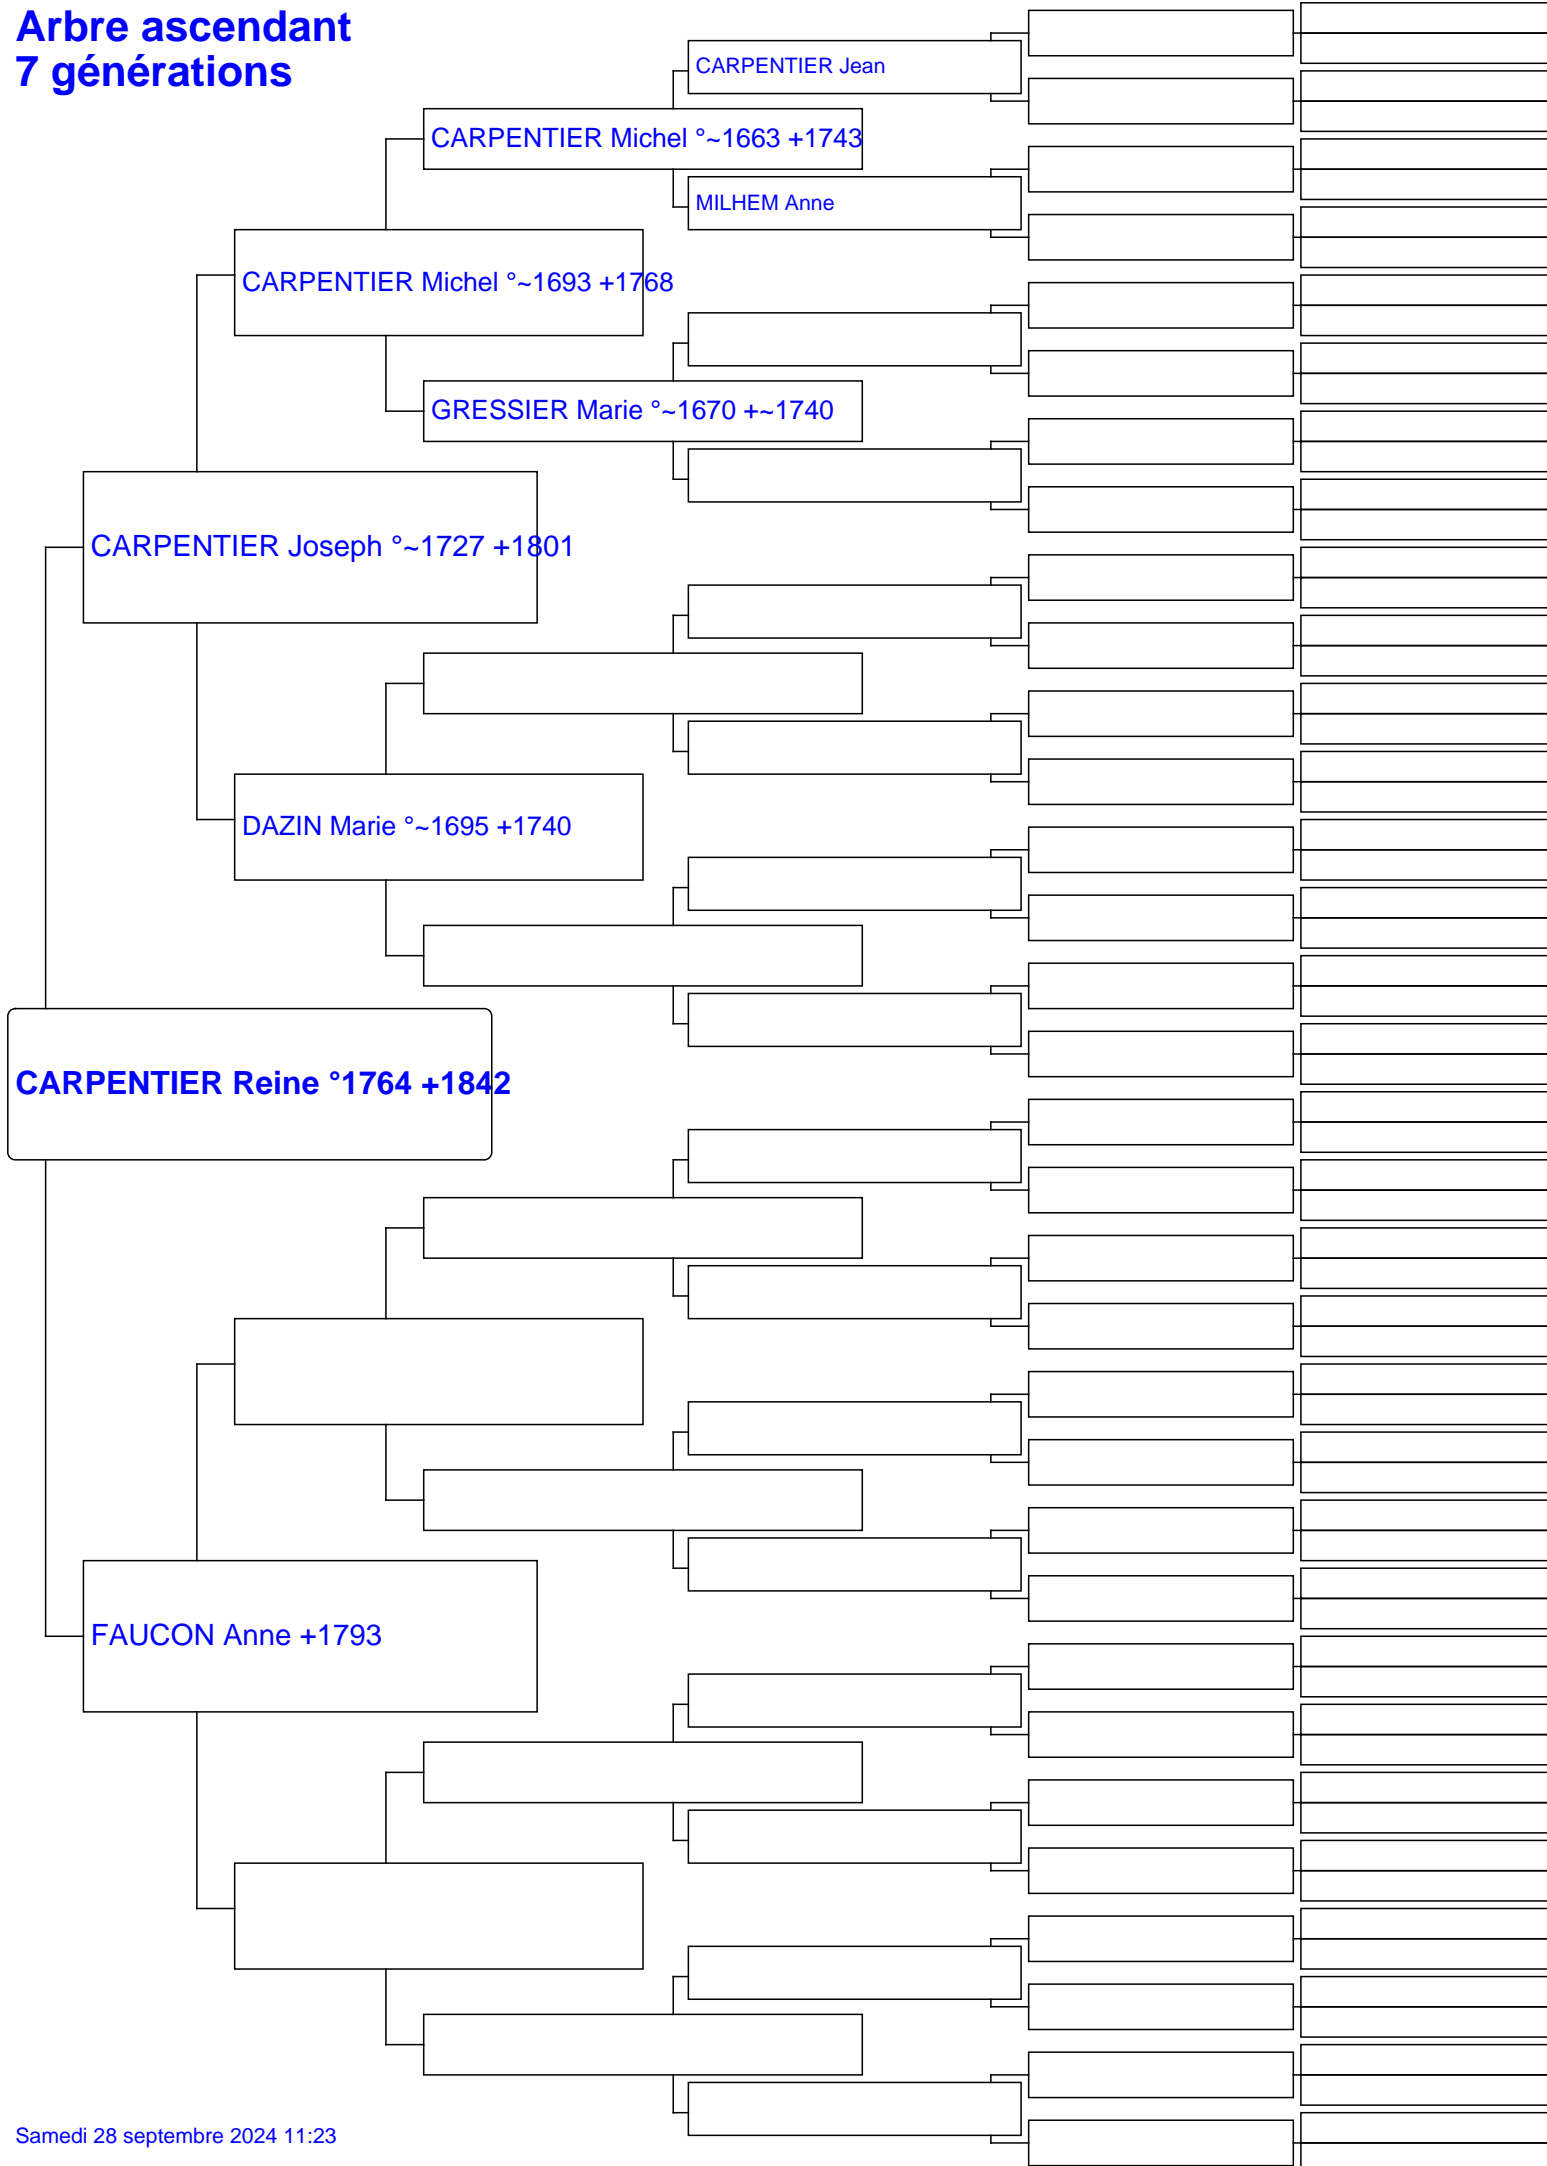 Arbre ascendant
7 générations
CARPENTIER Jean
CARPENTIER Michel °~1663 +1743
MILHEM Anne
CARPENTIER Michel °~1693 +1768
GRESSIER Marie °~1670 +~1740
CARPENTIER Joseph °~1727 +1801
DAZIN Marie °~1695 +1740
CARPENTIER Reine °1764 +1842
FAUCON Anne +1793
Samedi 28 septembre 2024 11:23